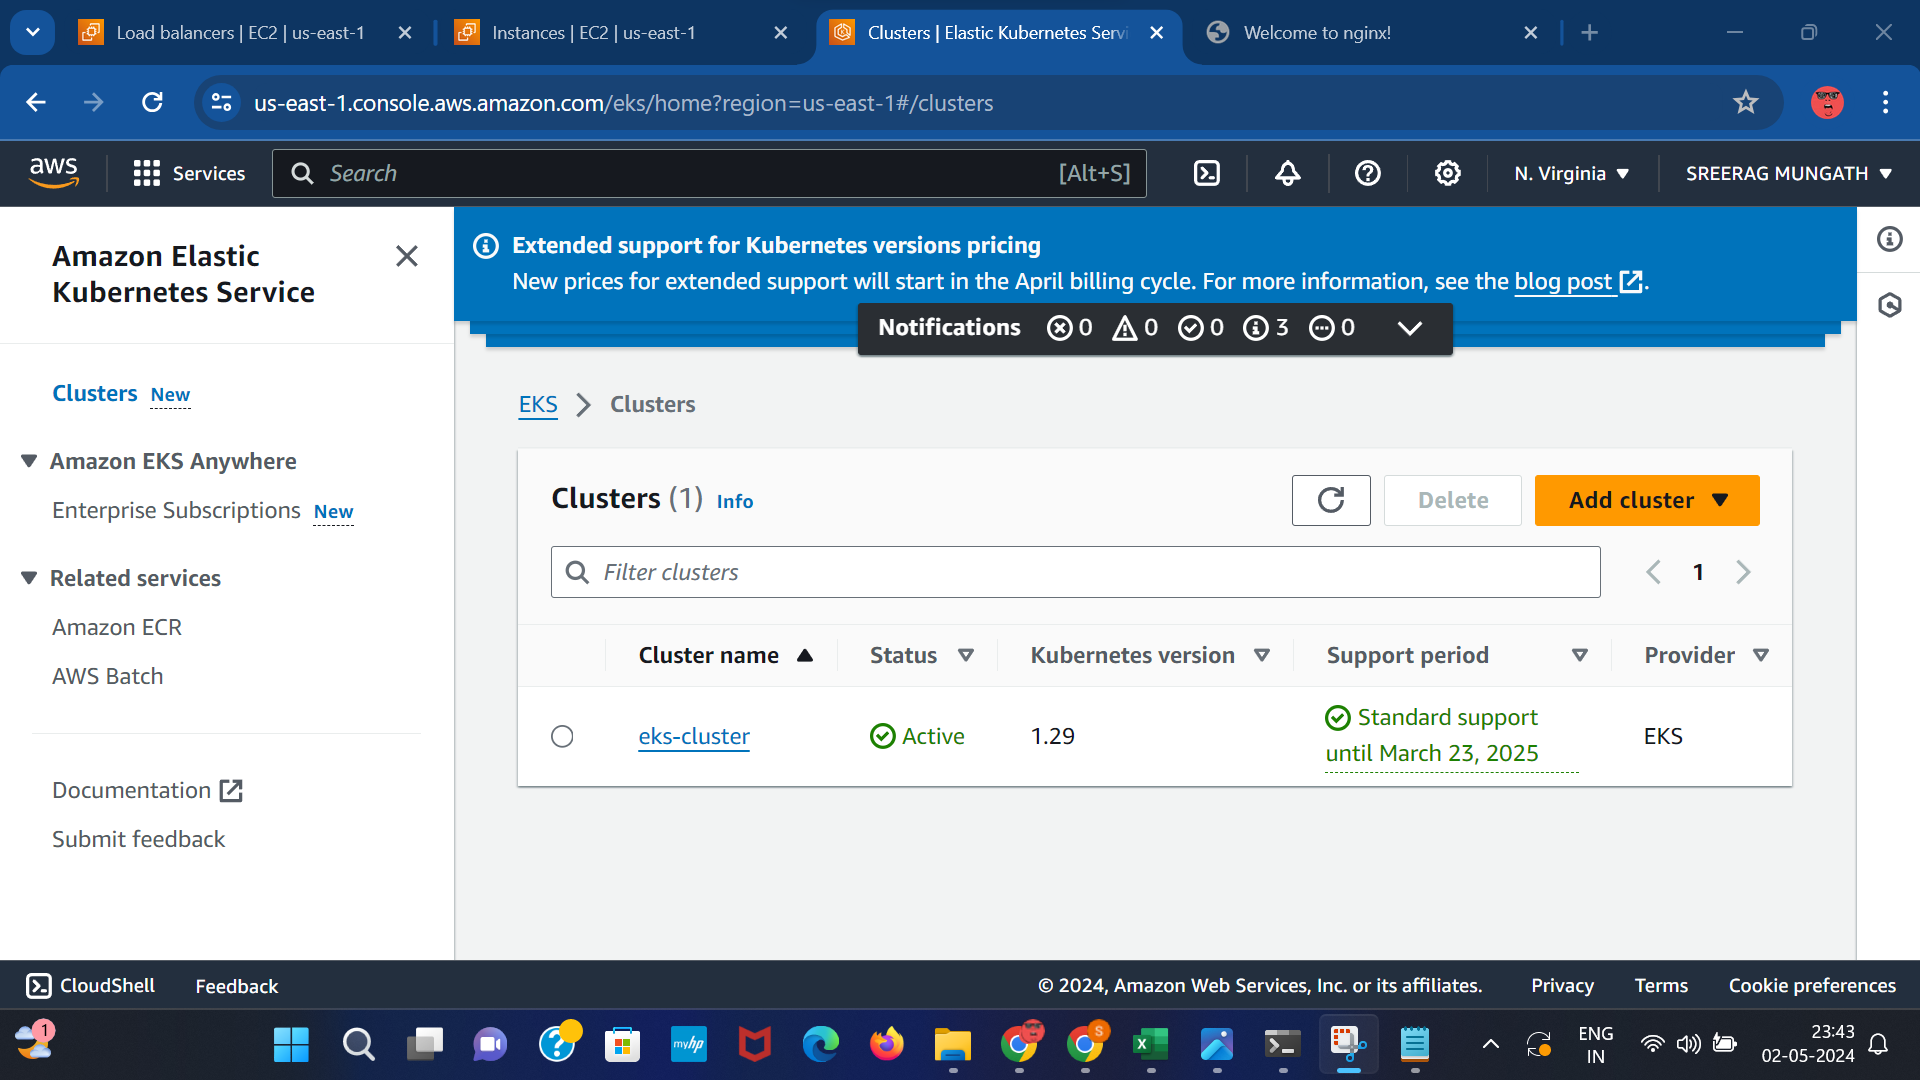 Load balancers | EC2 | us-east-1
Instances | EC2 | us-east-1
Clusters | Elastic Kubernetes Servi
Welcome to nginx!
us-east-1.console.aws.amazon.com/eks/home?region=us-east-1#/clusters
aws
Services
Search
[Alt+S]
N. Virginia
SREERAG MUNGATH
Amazon Elastic
Kubernetes Service
Extended support for Kubernetes versions pricing
New prices for extended support will start in the April billing cycle. For more information, see the blog post.
Notifications 0 0 0 3 0
Clusters New
Amazon EKS Anywhere
Enterprise Subscriptions New
Related services
Amazon ECR
AWS Batch
Documentation
Submit feedback
EKS > Clusters
Clusters (1) Info
Delete
Add cluster
Filter clusters
1
Cluster name Status Kubernetes version Support period Provider
eks-cluster Active 1.29 Standard support
until March 23, 2025
EKS
CloudShell Feedback
© 2024, Amazon Web Services, Inc. or its affiliates. Privacy Terms Cookie preferences
1
myhp
S
ENG
IN
23:43
02-05-2024